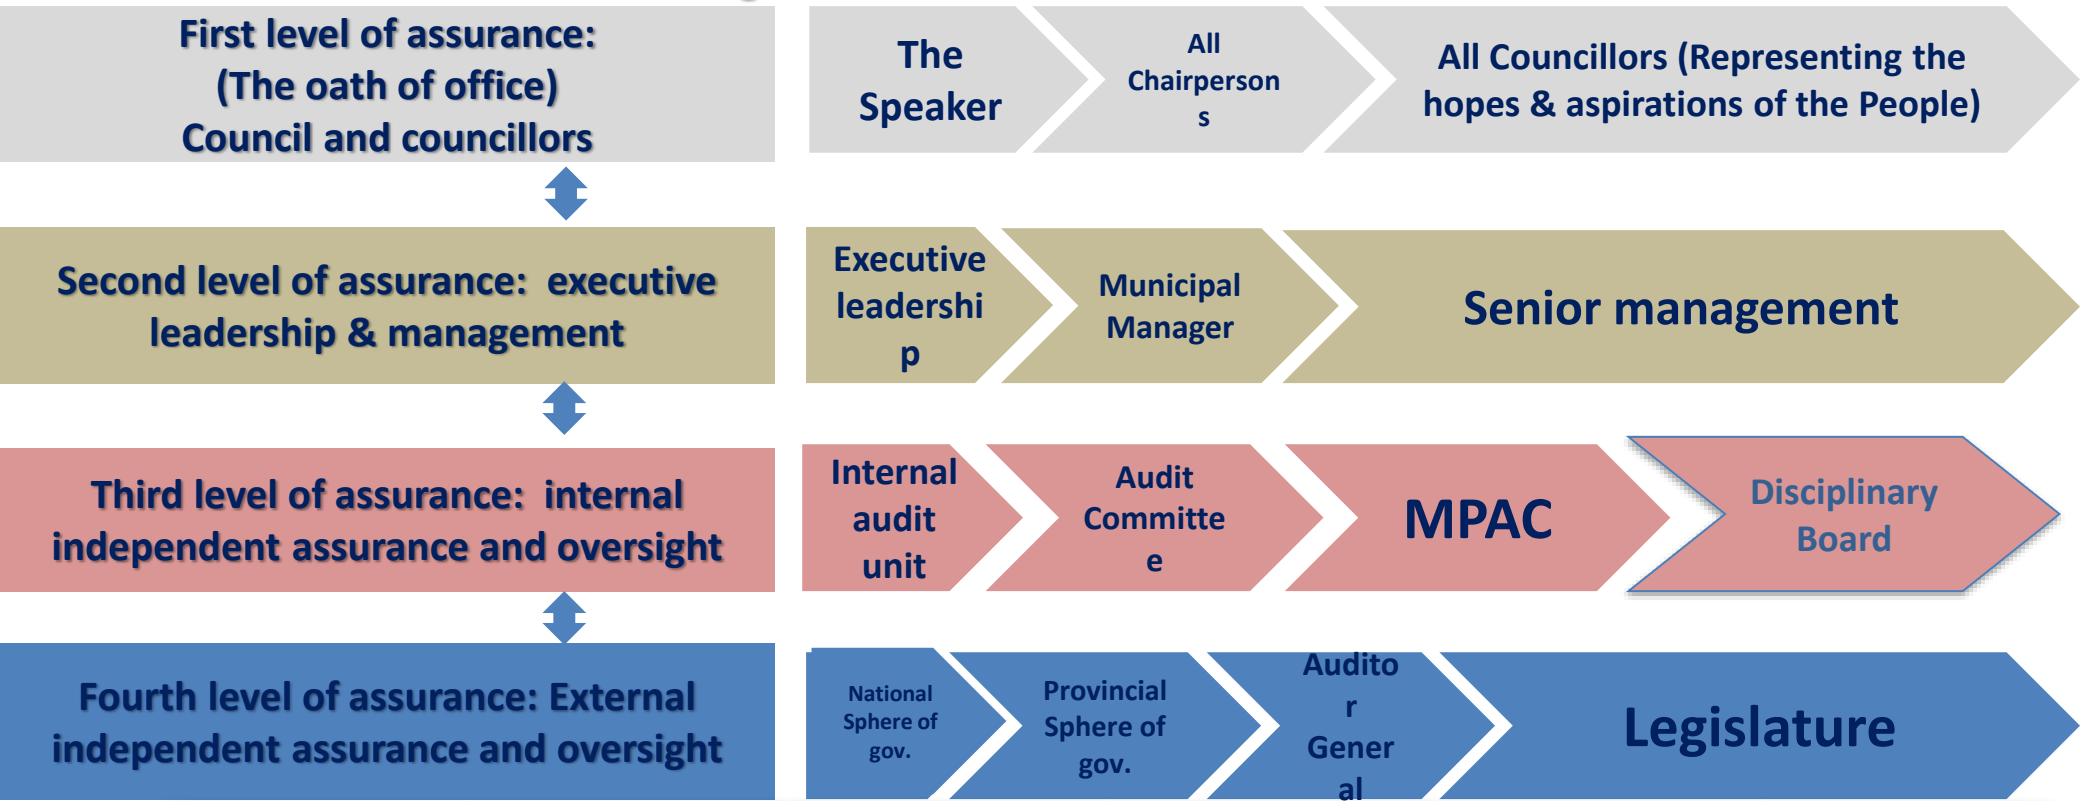 First level of assurance:
(The oath of office)
Council and councillors
The
Speaker
All
Chairperson
s
All Councillors (Representing the
hopes & aspirations of the People)
Second level of assurance: executive
leadership & management
Executive
leadershi
p
Municipal
Manager
Senior management
Third level of assurance: internal
independent assurance and oversight
Internal
audit
unit
Audit
Committe
e
MPAC
Disciplinary
Board
Fourth level of assurance: External
independent assurance and oversight
National
Sphere of
gov.
Provincial
Sphere of
gov.
Audito
r
Gener
al
Legislature